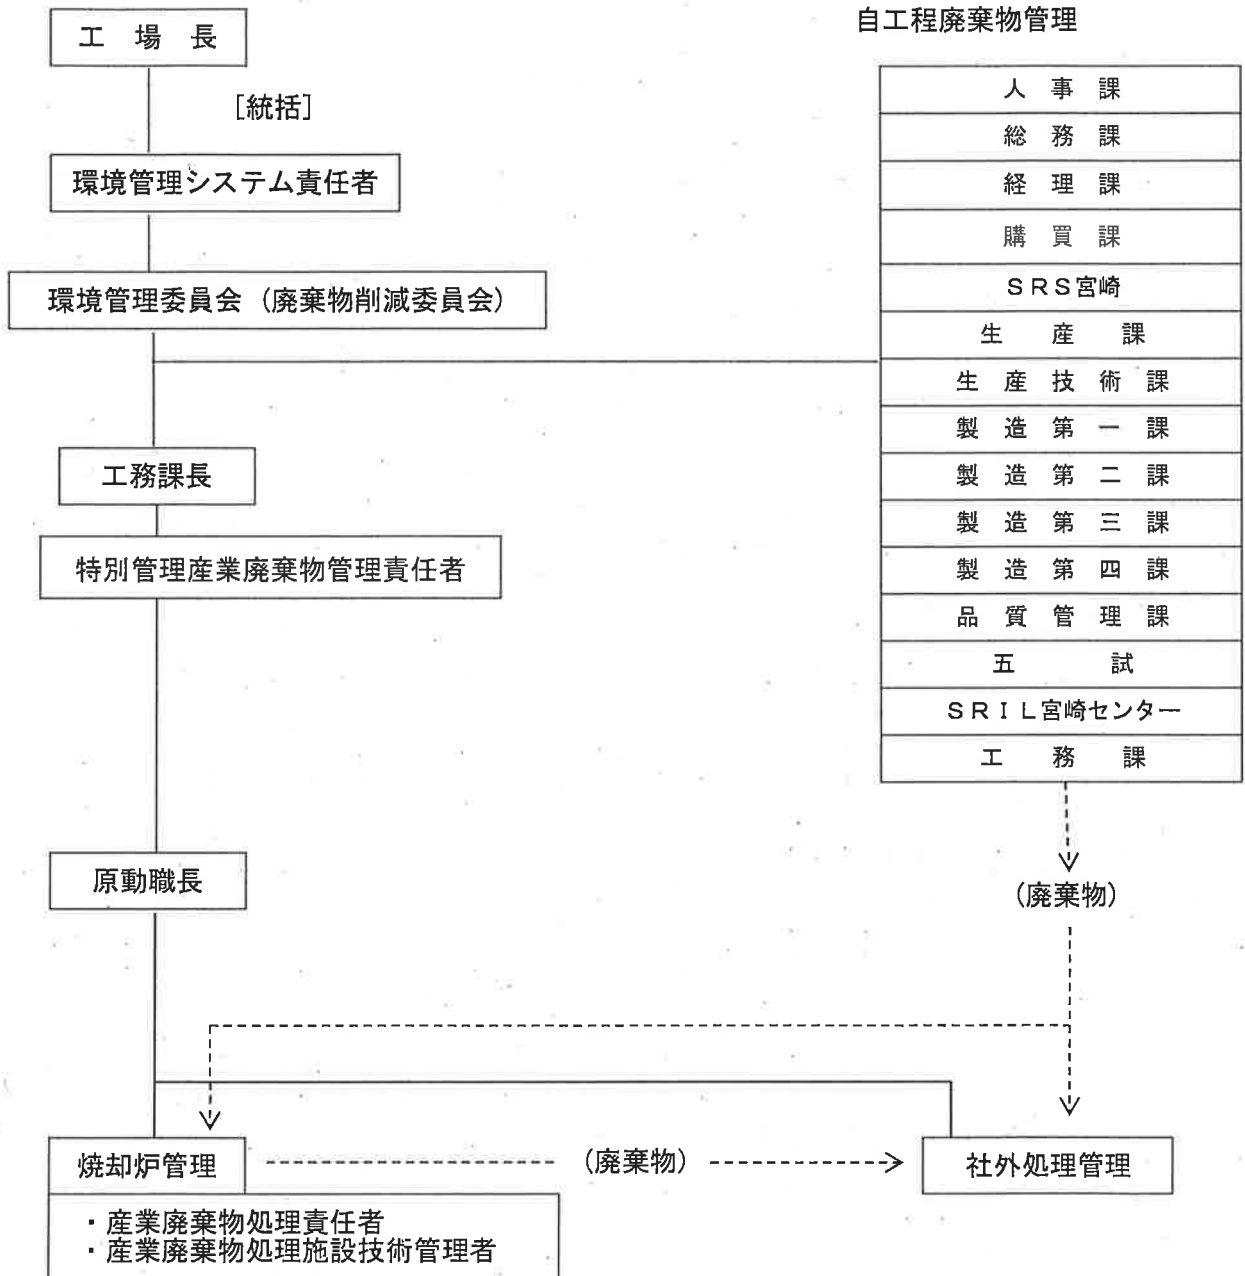 自工程廃棄物管理
工 場 長
[統括]
環境管理システム責任者
環境管理委員会（廃棄物削減委員会）
人 事 課
総 務 課
経 理 課
購 買 課
ＳＲＳ宮崎
生 産 課
生 産 技 術 課
製 造 第 一 課
製 造 第 二 課
製 造 第 三 課
製 造 第 四 課
品 質 管 理 課
五 試
ＳＲＩＬ宮崎センター
工 務 課
工務課長
特別管理産業廃棄物管理責任者
原動職長
（廃棄物）
焼却炉管理
（廃棄物）
社外処理管理
・産業廃棄物処理責任者
・産業廃棄物処理施設技術管理者